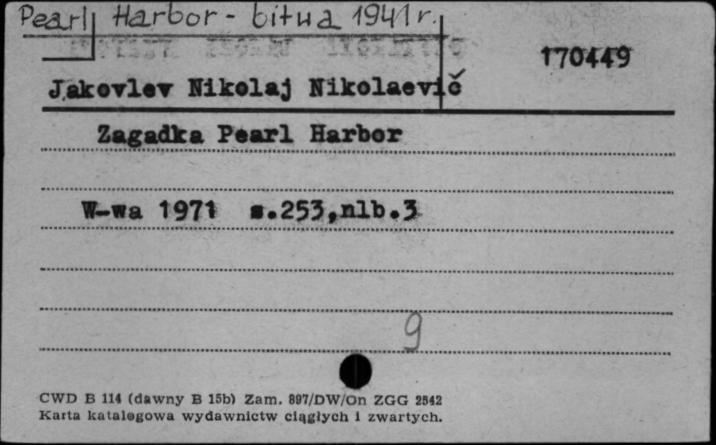 Pearl Harbor - bitwa 1941 r.
170449
Jakovlev Nikolaj Nikolaevič
Zagadka Pearl Harbor
W-wa 1971 s.253,nlb.3
9
CWD B 114 (dawny B 15b) Zam. 897/DW/On ZGG 2542
Karta katalogowa wydawnictw ciągłych i zwartych.